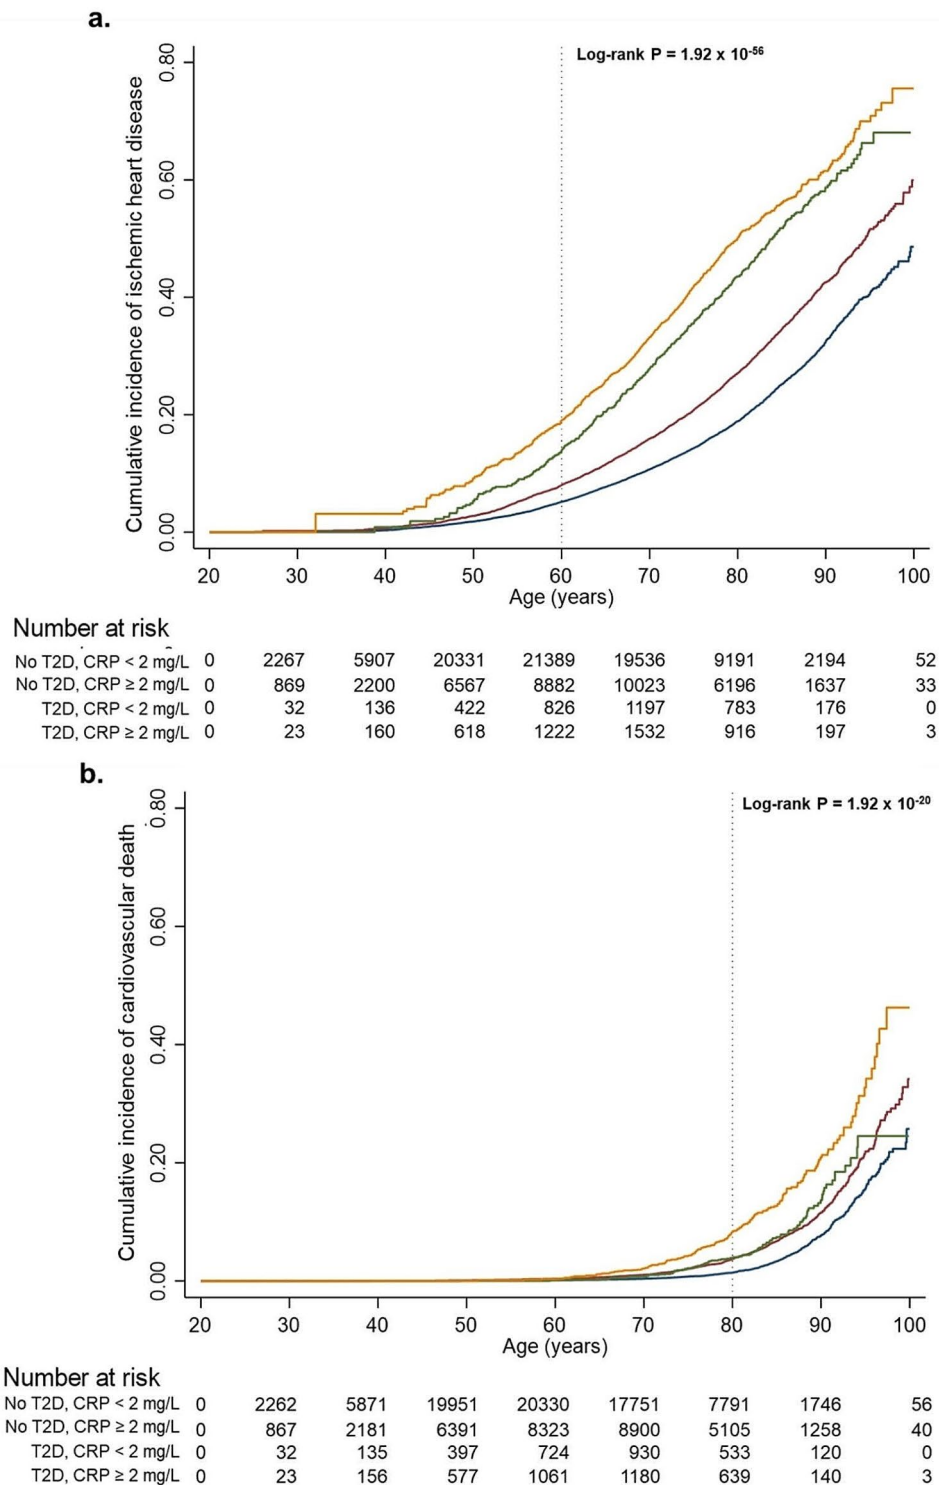 a.
Log-rank P = 1.92 x 10⁻⁵⁶
Cumulative incidence of ischemic heart disease
0.80
0.60
0.40
0.20
0.00
20 30 40 50 60 70 80 90 100
Age (years)
Number at risk
No T2D, CRP < 2 mg/L 0 2267 5907 20331 21389 19536 9191 2194 52
No T2D, CRP ≥ 2 mg/L 0 869 2200 6567 8882 10023 6196 1637 33
T2D, CRP < 2 mg/L 0 32 136 422 826 1197 783 176 0
T2D, CRP ≥ 2 mg/L 0 23 160 618 1222 1532 916 197 3
b.
Log-rank P = 1.92 x 10⁻²⁰
Cumulative incidence of cardiovascular death
0.80
0.60
0.40
0.20
0.00
20 30 40 50 60 70 80 90 100
Age (years)
Number at risk
No T2D, CRP < 2 mg/L 0 2262 5871 19951 20330 17751 7791 1746 56
No T2D, CRP ≥ 2 mg/L 0 867 2181 6391 8323 8900 5105 1258 40
T2D, CRP < 2 mg/L 0 32 135 397 724 930 533 120 0
T2D, CRP ≥ 2 mg/L 0 23 156 577 1061 1180 639 140 3